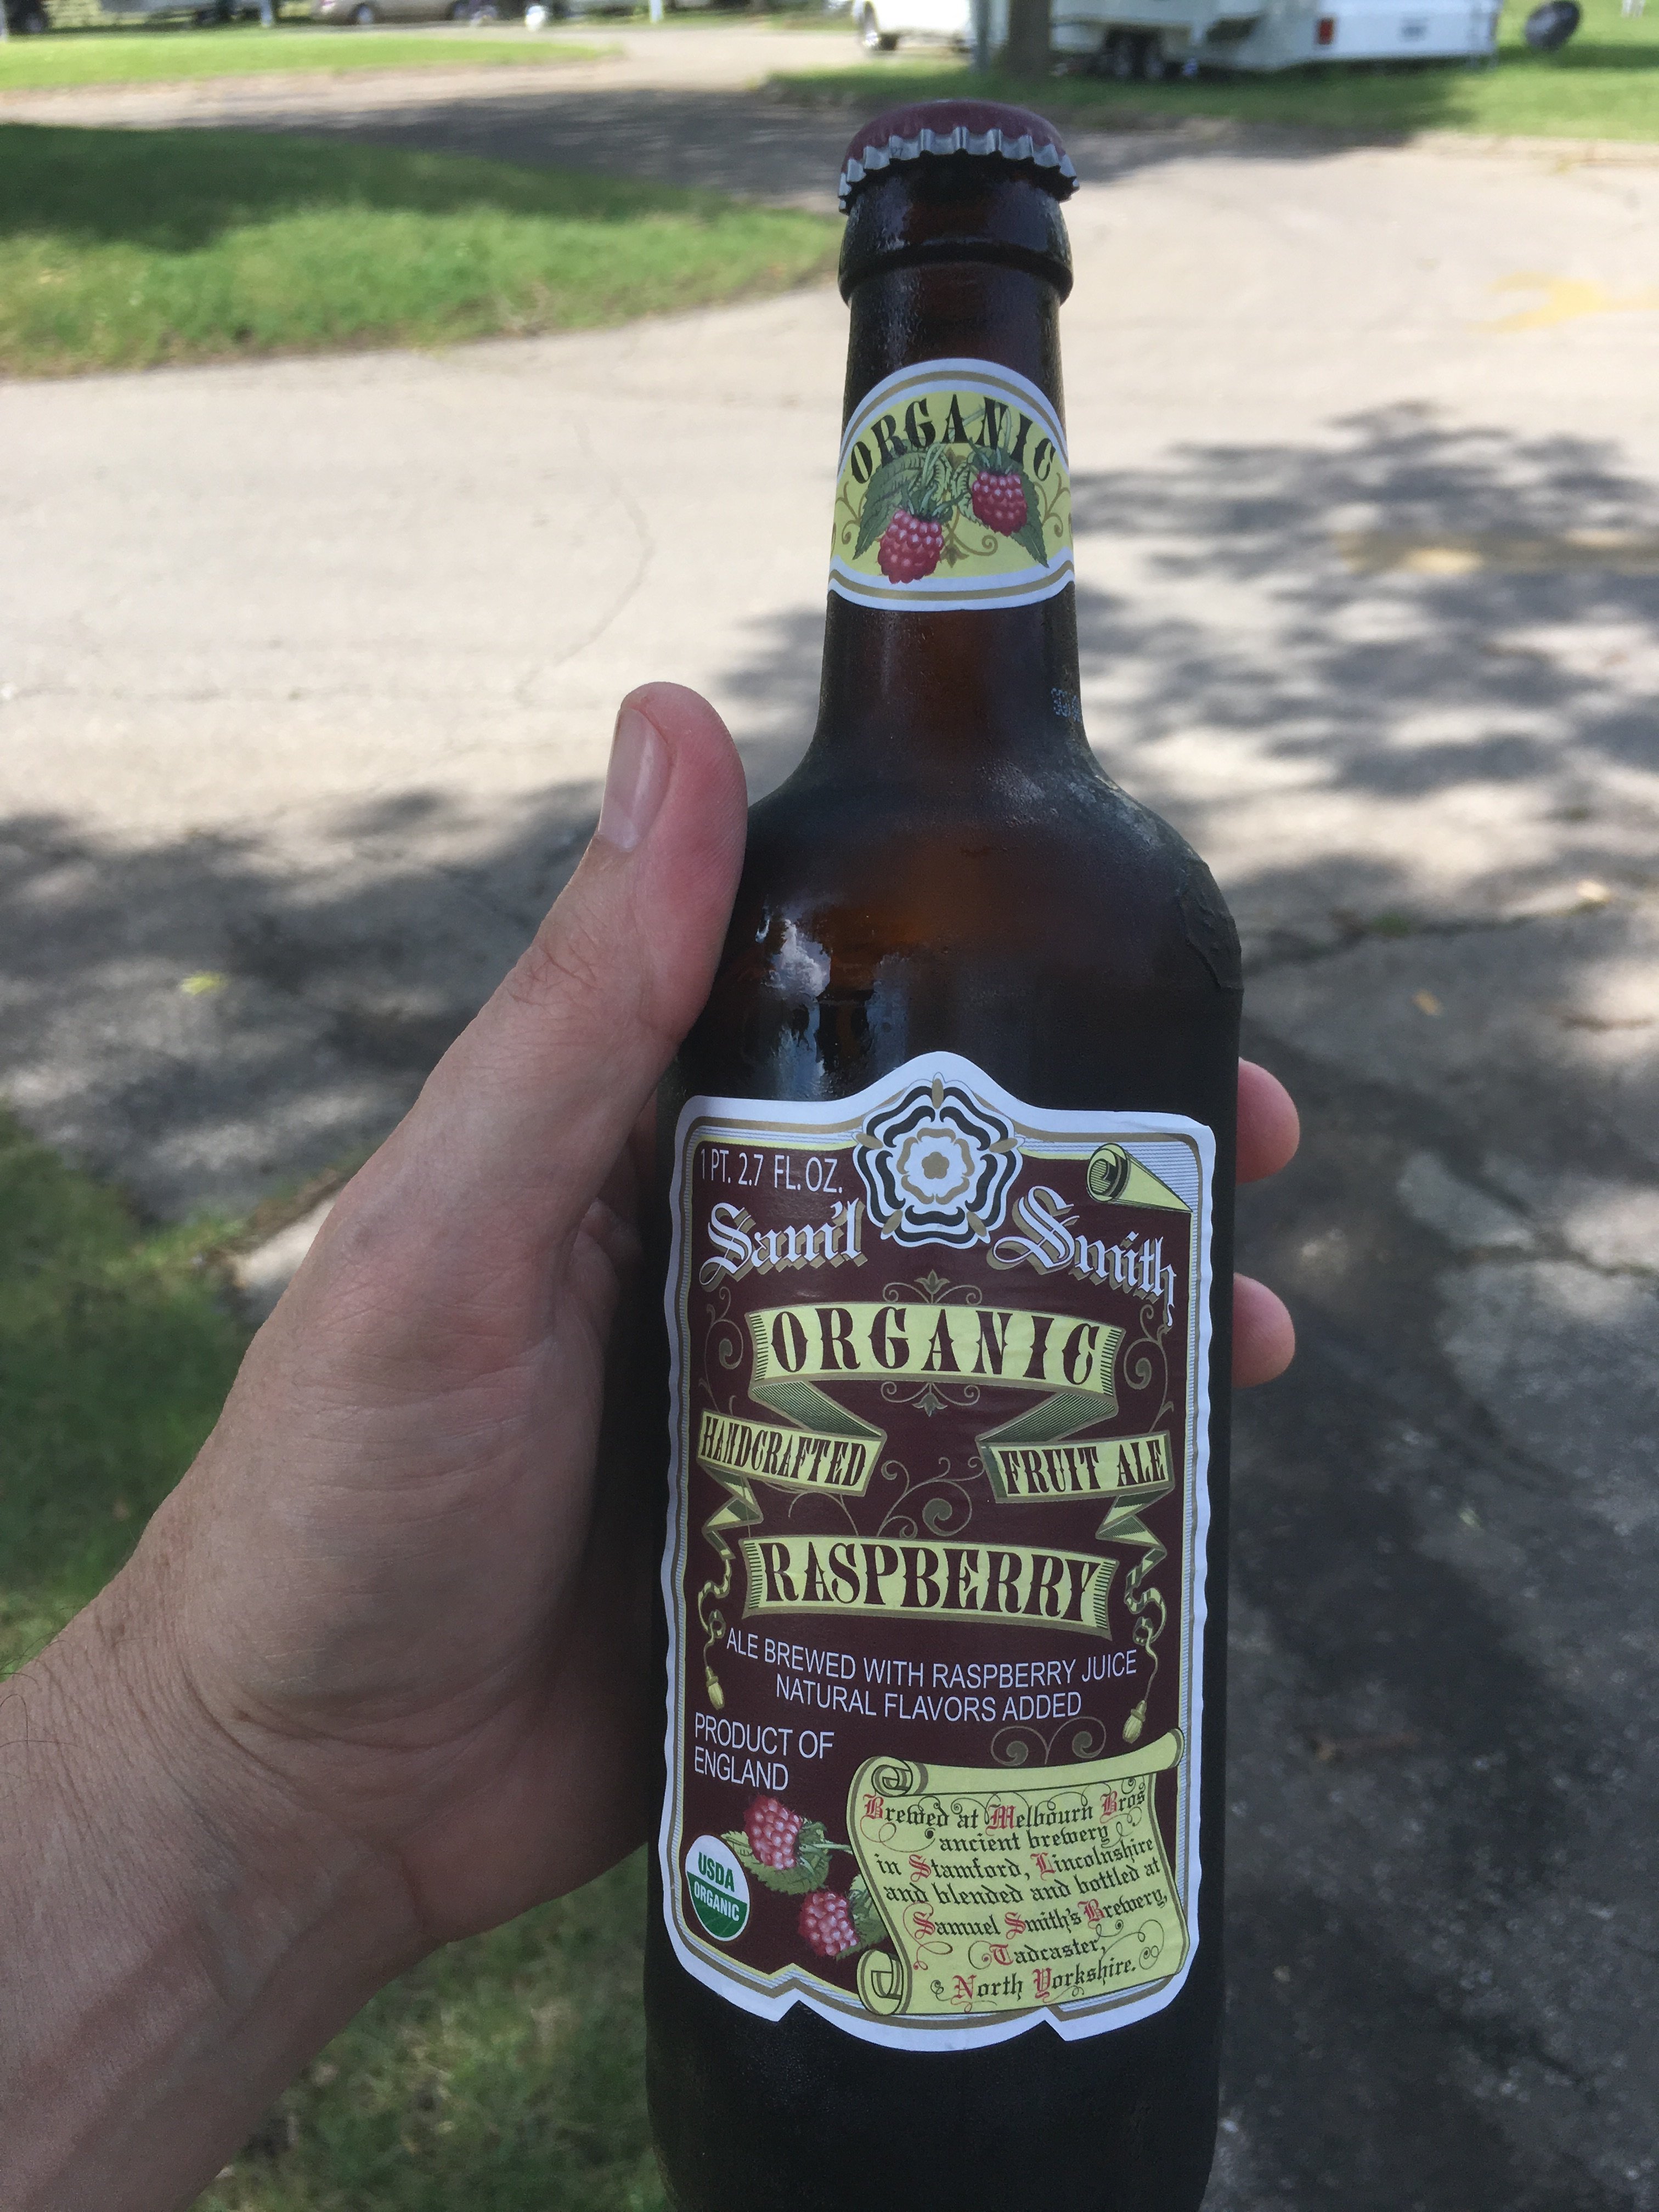 ORGANIC
1 PT. 2.7 FL. OZ.
Sam'l Smith
ORGANIC
HANDCRAFTED FRUIT ALE
RASPBERRY
ALE BREWED WITH RASPBERRY JUICE
NATURAL FLAVORS ADDED
PRODUCT OF
ENGLAND
USDA
ORGANIC
Brewed at Melbourn Bros
ancient brewery
in Stamford, Lincolnshire
and blended and bottled at
Samuel Smith's Brewery,
Tadcaster,
North Yorkshire.